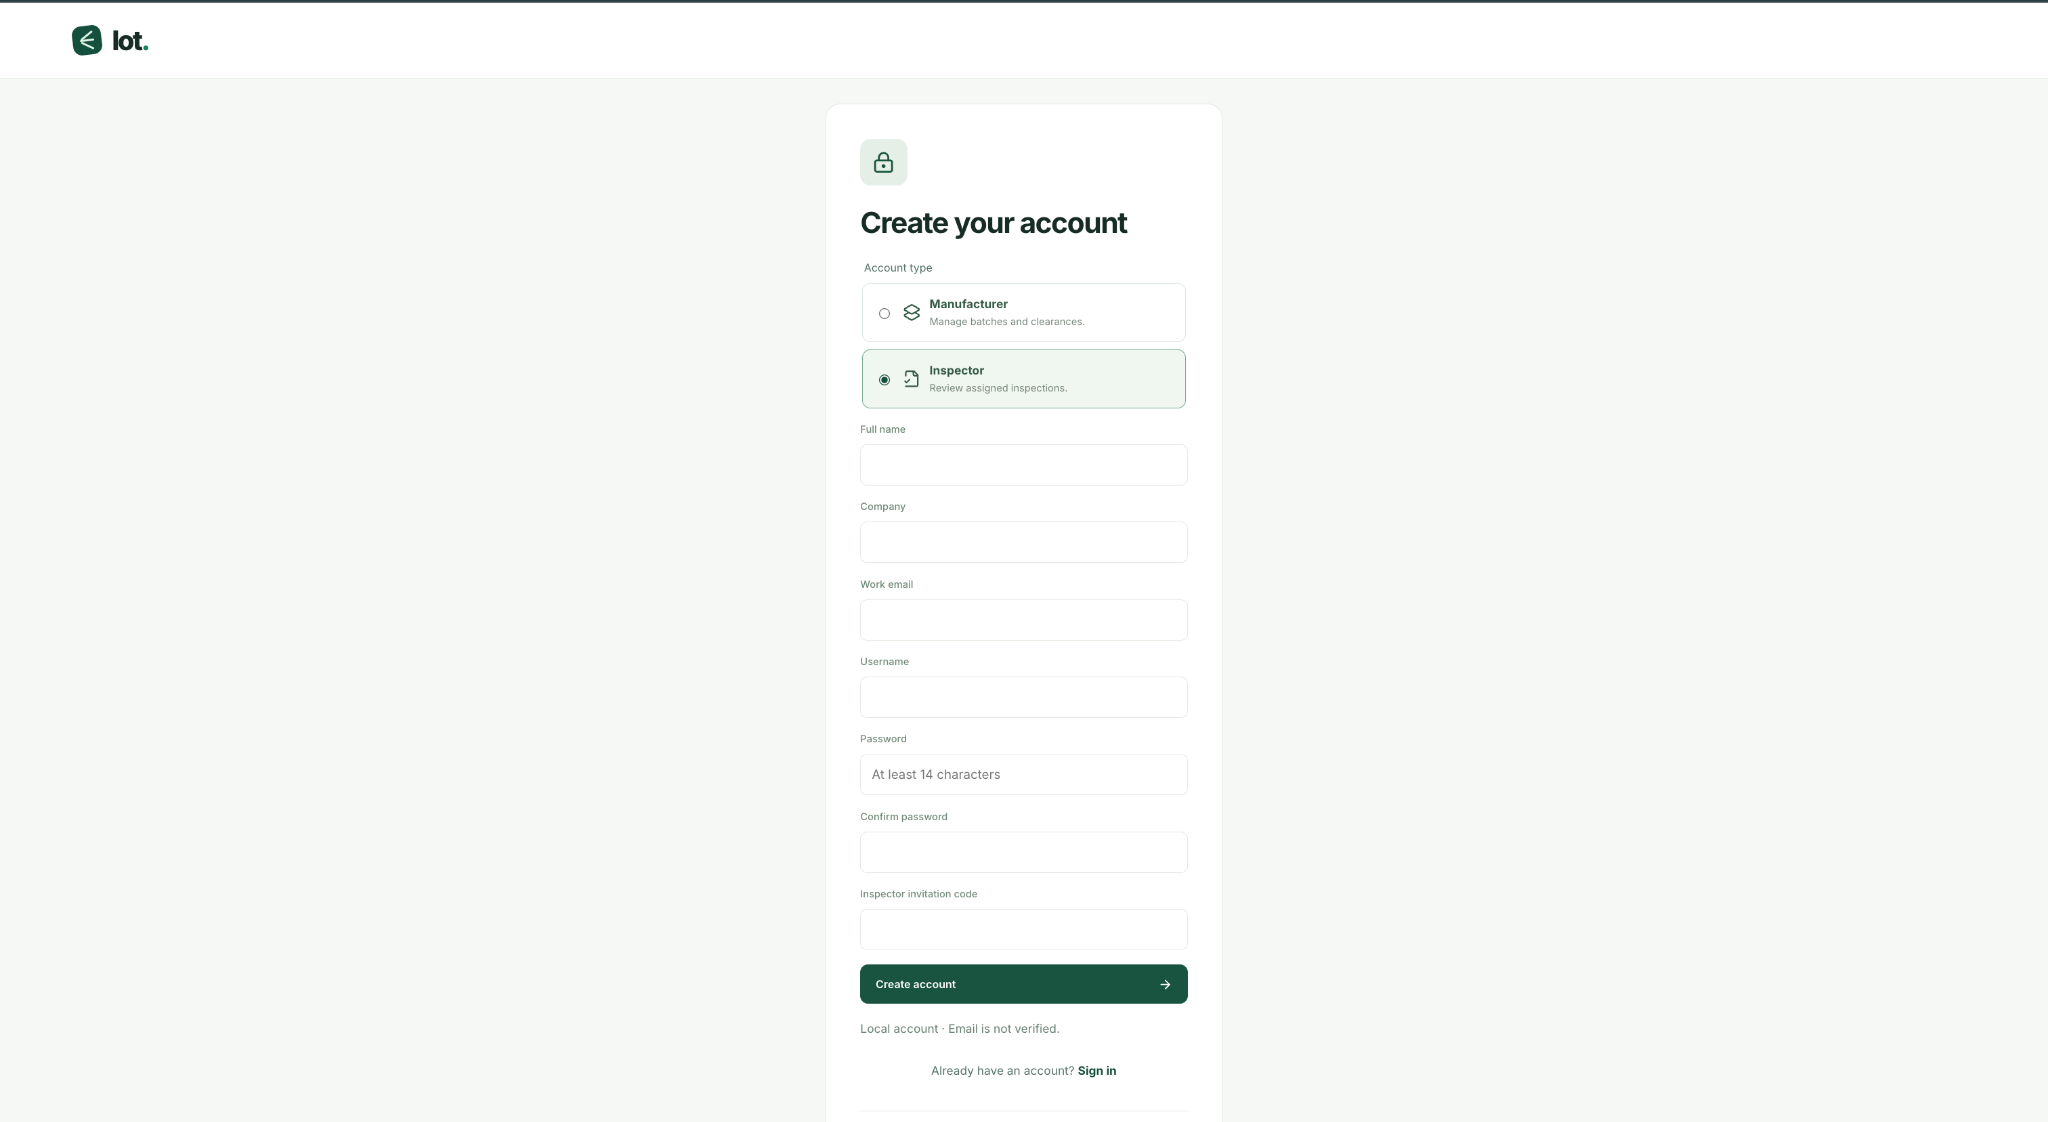 lot.
Create your account
Account type
Manufacturer
Manage batches and clearances.
Inspector
Review assigned inspections.
Full name
Company
Work email
Username
Password
At least 14 characters
Confirm password
Inspector invitation code
Create account
Local account · Email is not verified.
Already have an account? Sign in